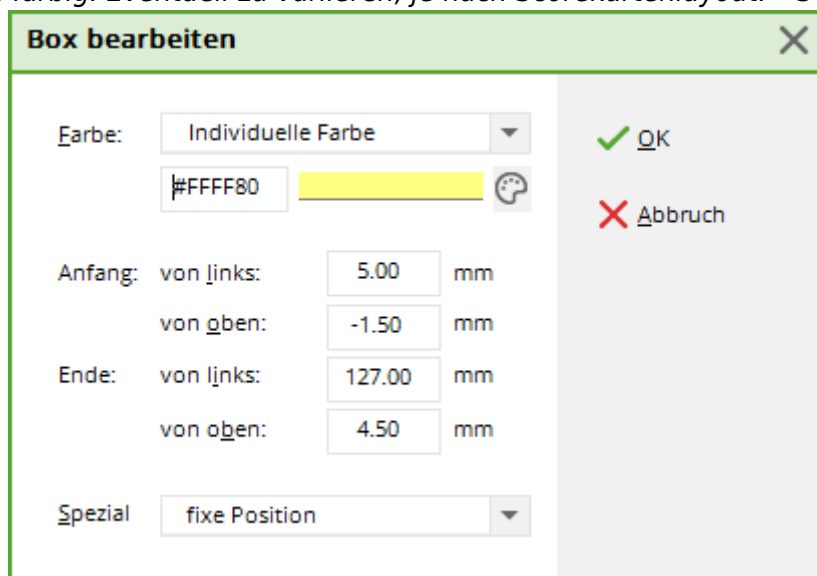 farbig. Eventuell zu variieren, je nach Scorekartenlayout.
Box bearbeiten
Farbe: Individuelle Farbe
OK
#FFFF80
Abbruch
Anfang: von links: 5.00 mm
von oben: -1.50 mm
Ende: von links: 127.00 mm
von oben: 4.50 mm
Spezial fixe Position